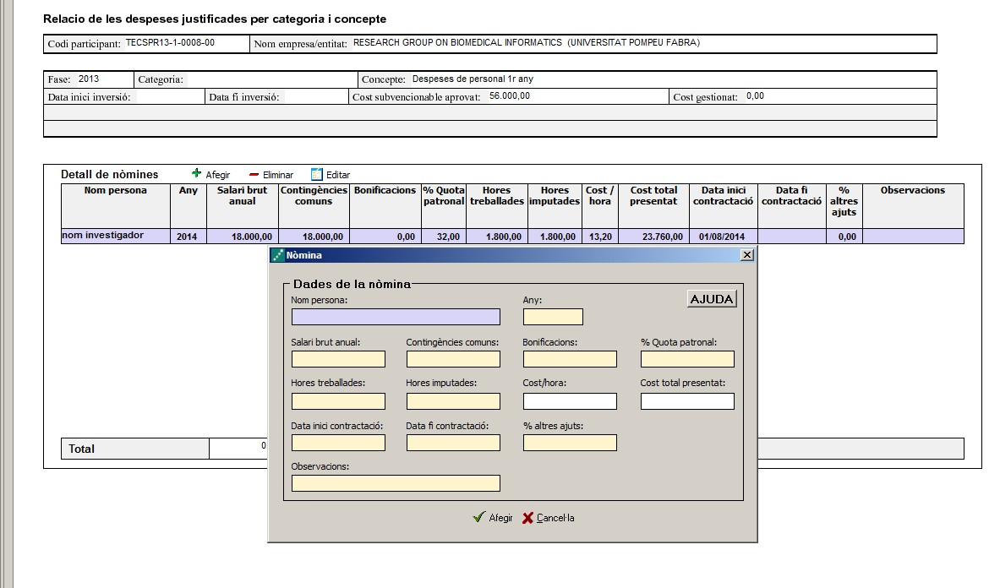 Relacio de les despeses justificades per categoria i concepte
Codi participant: TECSPR13-1-0008-00 Nom empresa/entitat: RESEARCH GROUP ON BIOMEDICAL INFORMATICS (UNIVERSITAT POMPEU FABRA)
Fase: 2013 Categoria: Concepte: Despeses de personal 1r any
Data inici inversió: Data fi inversió: Cost subvencionable aprovat: 56.000,00 Cost gestionat: 0,00
Detall de nòmines Afegir Eliminar Editar
Nom persona Any Salari brut anual Contingències comuns Bonificacions % Quota patronal Hores treballades Hores imputades Cost / hora Cost total presentat Data inici contractació Data fi contractació % altres ajuts Observacions
nom investigador 2014 18.000,00 18.000,00 0,00 32,00 1.800,00 1.800,00 13,20 23.760,00 01/08/2014 0,00
Nòmina
Dades de la nòmina
AJUDA
Nom persona: Any:
Salari brut anual: Contingències comuns: Bonificacions: % Quota patronal:
Hores treballades: Hores imputades: Cost/hora: Cost total presentat:
Data inici contractació: Data fi contractació: % altres ajuts:
Total 0
Observacions:
Afegir Cancel·la